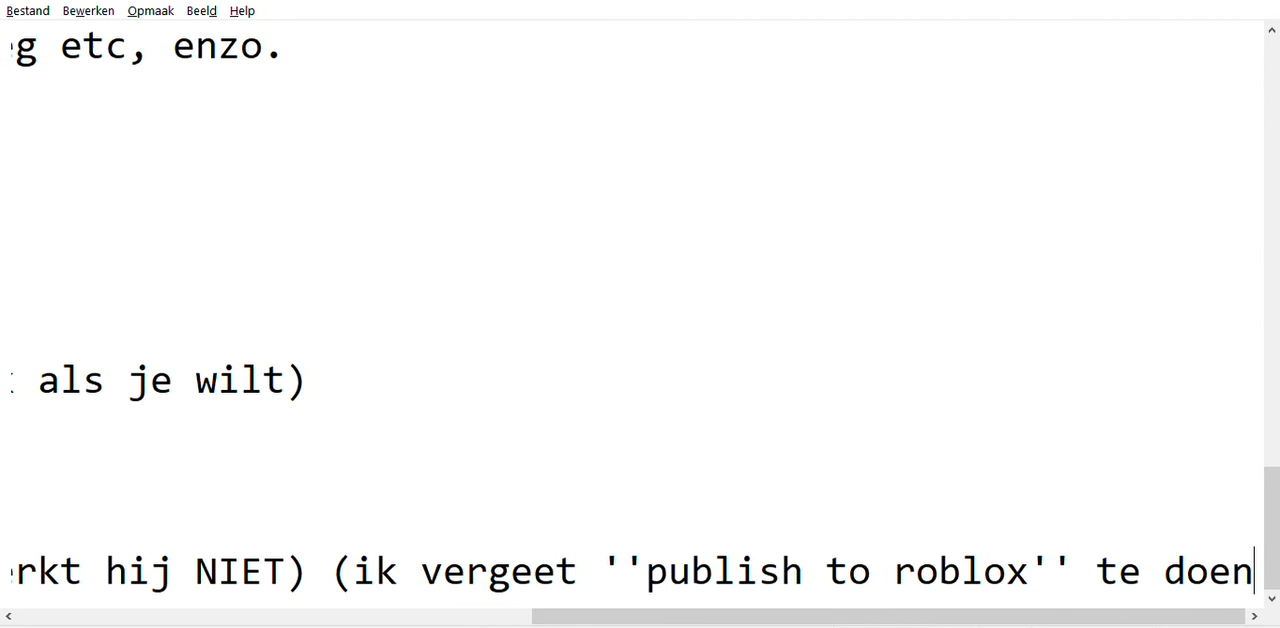 Bestand Bewerken Opmaak Beeld Help
g etc, enzo.
als je wilt)
rkt hij NIET) (ik vergeet ''publish to roblox'' te doen